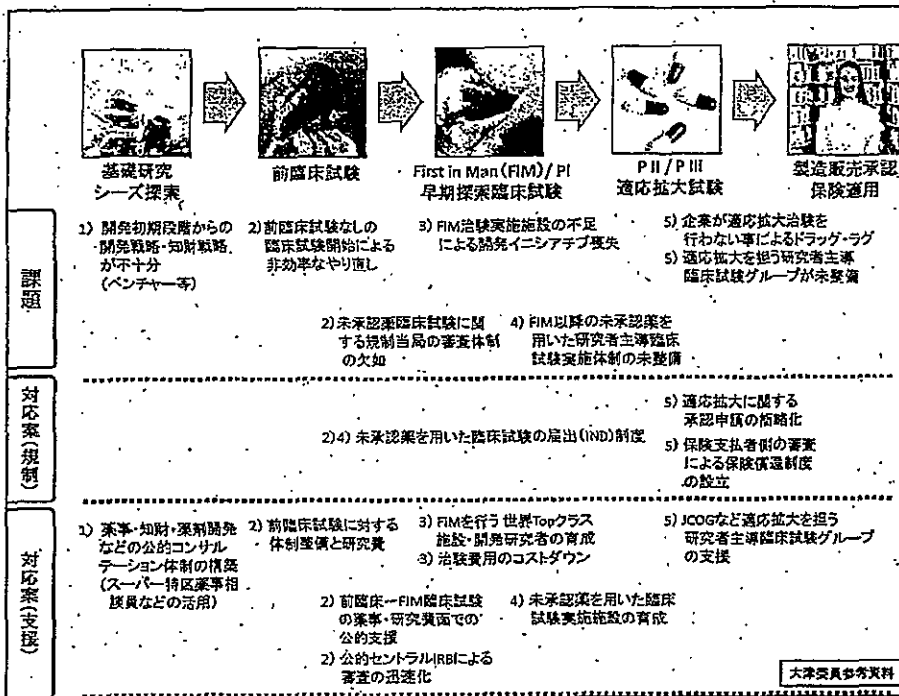 基礎研究
シーズ探索
前臨床試験
First in Man (FIM) / PI
早期探索臨床試験
PII / PIII
適応拡大試験
製造販売承認
保険適用
課題
1) 開発初期段階からの
開発戦略・知財戦略
が不十分
(ベンチャー等)
2) 前臨床試験なしの
臨床試験開始による
非効率なやり直し
3) FIM治験実施施設の不足
による開発イニシアチブ喪失
5) 企業が適応拡大治験を
行わない事によるドラッグ・ラグ
5) 適応拡大を担う研究者主導
臨床試験グループが未整備
2) 未承認薬臨床試験に関
する規制当局の審査体制
の欠如
4) FIM以降の未承認薬を
用いた研究者主導臨床
試験実施体制の未整備
対応案(規制)
2)4) 未承認薬を用いた臨床試験の届出(IND)制度
5) 適応拡大に関する
承認申請の簡略化
5) 保険支払者側の審査
による保険償還制度
の設立
対応案(支援)
1) 薬事・知財・薬剤開発
などの公的コンサル
テーション体制の構築
(スーパー特区薬事相
談員などの活用)
2) 前臨床試験に対する
体制整備と研究費
3) FIMを行う世界Topクラス
施設・開発研究者の育成
3) 治験費用のコストダウン
5) JCOGなど適応拡大を担う
研究者主導臨床試験グループ
の支援
2) 前臨床−FIM臨床試験
の薬事・研究費面での
公的支援
2) 公的セントラルIRBによる
審査の迅速化
4) 未承認薬を用いた臨床
試験実施施設の育成
大津委員参考資料